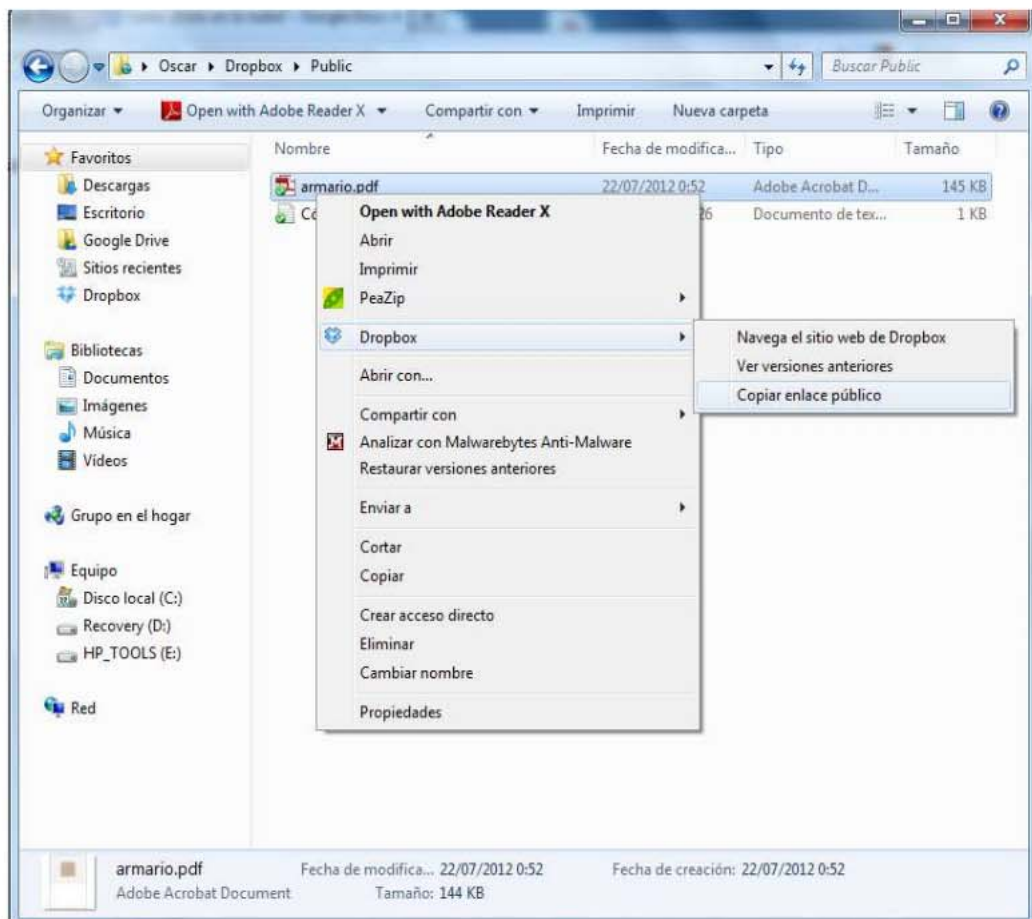 Oscar ▸ Dropbox ▸ Public
Buscar Public
Organizar Open with Adobe Reader X Compartir con Imprimir Nueva carpeta
Nombre Fecha de modifica... Tipo Tamaño
Favoritos
Descargas
Escritorio
Google Drive
Sitios recientes
Dropbox
Bibliotecas
Documentos
Imágenes
Música
Vídeos
Grupo en el hogar
Equipo
Disco local (C:)
Recovery (D:)
HP_TOOLS (E:)
Red
armario.pdf 22/07/2012 0:52 Adobe Acrobat D... 145 KB
Documento de tex... 1 KB
Open with Adobe Reader X
Abrir
Imprimir
PeaZip
Dropbox
Abrir con...
Compartir con
Analizar con Malwarebytes Anti-Malware
Restaurar versiones anteriores
Enviar a
Cortar
Copiar
Crear acceso directo
Eliminar
Cambiar nombre
Propiedades
Navega el sitio web de Dropbox
Ver versiones anteriores
Copiar enlace público
armario.pdf Fecha de modifica... 22/07/2012 0:52 Fecha de creación: 22/07/2012 0:52
Adobe Acrobat Document Tamaño: 144 KB